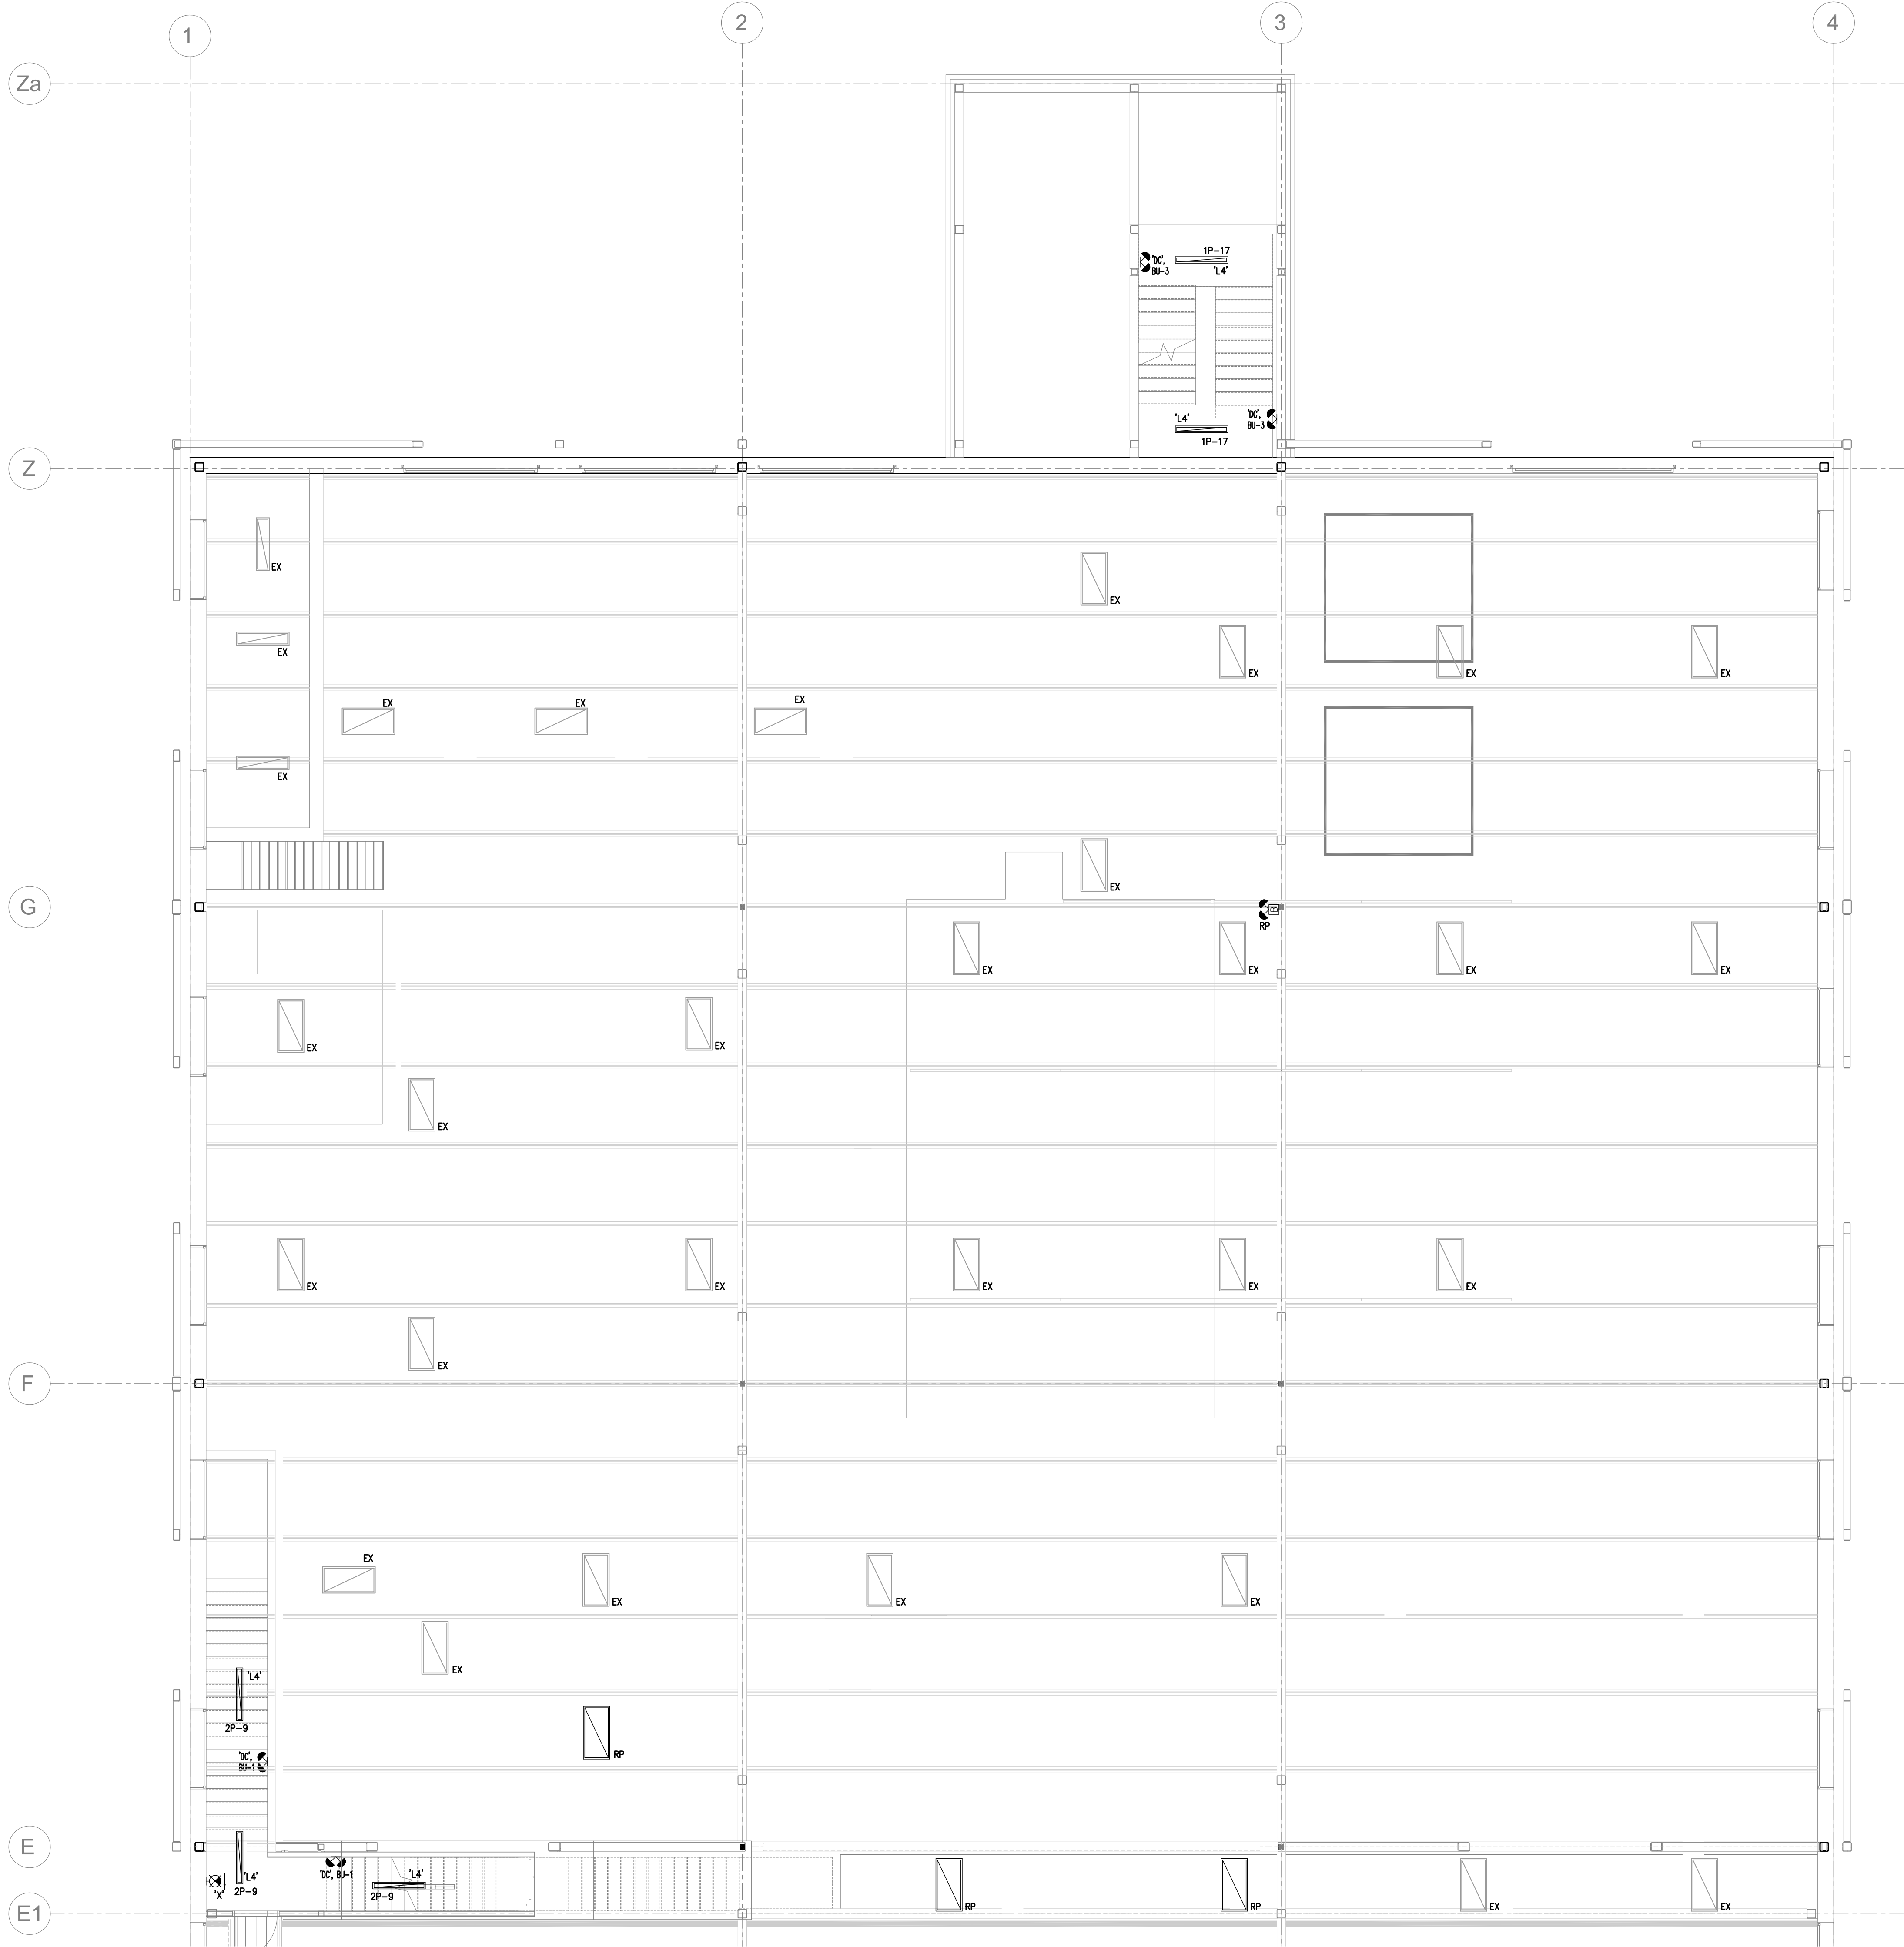 1
2
3
4
Za
1P-17
'DC',
BU-3
'L4'
'L4'
'DC',
BU-3
1P-17
Z
EX
EX
EX
EX
EX
EX
EX
EX
EX
EX
EX
EX
G
B
RP
EX
EX
EX
EX
EX
EX
EX
EX
EX
EX
EX
EX
EX
F
EX
EX
EX
EX
EX
'L4'
2P-9
RP
'DC',
BU-1
E
'DC', BU-1
'L4'
'L4'
2P-9
'X'
2P-9
RP
RP
EX
EX
E1